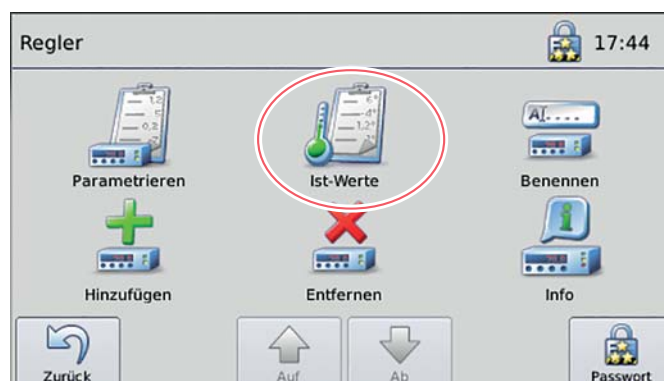 Regler 17:44
Parametrieren Ist-Werte Benennen
Hinzufügen Entfernen Info
Zurück Auf Ab Passwort